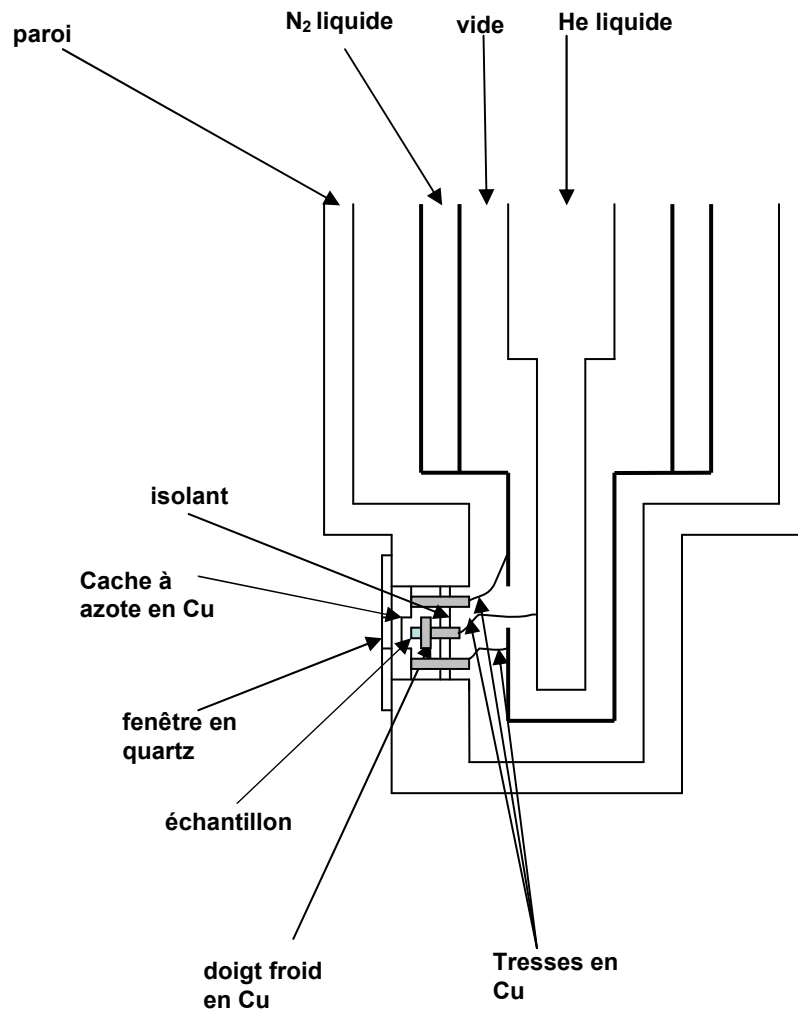 paroi
N2 liquide
vide
He liquide
isolant
Cache à
azote en Cu
fenêtre en
quartz
échantillon
doigt froid
en Cu
Tresses en
Cu